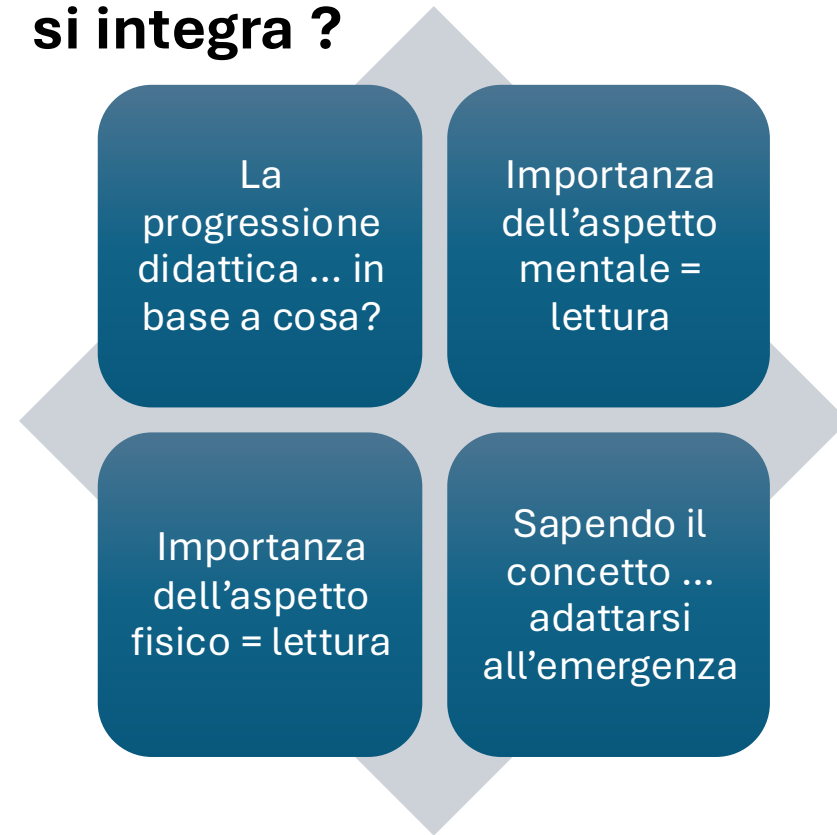 si integra ?
La
progressione
didattica ... in
base a cosa?
Importanza
dell’aspetto
mentale =
lettura
Importanza
dell’aspetto
fisico = lettura
Sapendo il
concetto ...
adattarsi
all’emergenza